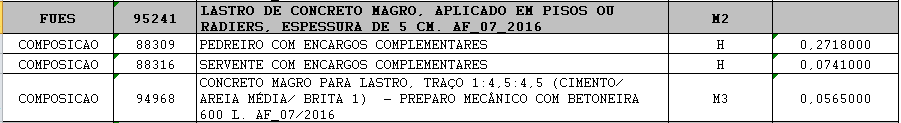 LASTRO DE CONCRETO MAGRO, APLICADO EM PISOS OU
FUES 95241 RADIERS, ESPESSURA DE 5 CM. AF_07_2016 M2
COMPOSICAO 88309 PEDREIRO COM ENCARGOS COMPLEMENTARES H 0,2718000
COMPOSICAO 88316 SERVENTE COM ENCARGOS COMPLEMENTARES H 0,0741000
CONCRETO MAGRO PARA LASTRO, TRAÇO 1:4,5:4,5 (CIMENTO/
COMPOSICAO 94968 AREIA MÉDIA/ BRITA 1) - PREPARO MECÂNICO COM BETONEIRA M3 0,0565000
600 L. AF_07/2016